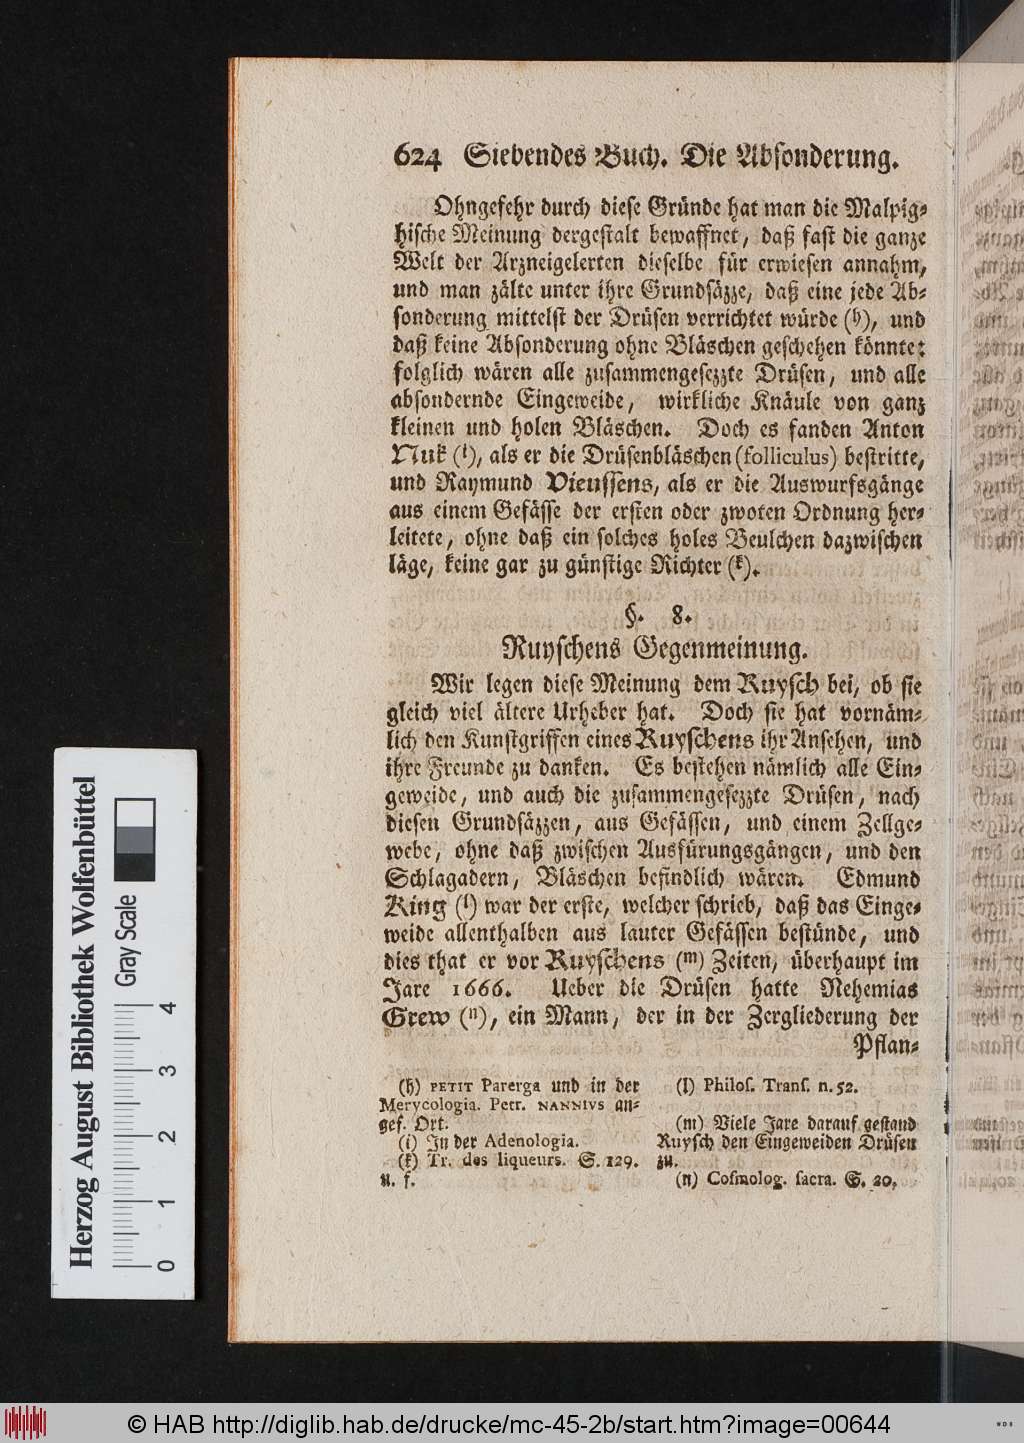 624 Siebendes Buch. Die Absonderung.
Ohngefehr durch diese Gründe hat man die Malpig-
hische Meinung dergestalt bewaffnet, daß fast die ganze
Welt der Arzneigelerten dieselbe für erwiesen annahm,
und man zälte unter ihre Grundsäzze, daß eine jede Ab-
sonderung mittelst der Drüsen verrichtet würde (h), und
daß keine Absonderung ohne Bläschen geschehen könnte:
folglich wären alle zusammengesezzte Drüsen, und alle
absondernde Eingeweide, wirkliche Knäule von ganz
kleinen und holen Bläschen. Doch es fanden Anton
Nuk (i), als er die Drüsenbläschen (folliculus) bestritte,
und Raymund Vieussens, als er die Auswurfsgänge
aus einem Gefässe der ersten oder zwoten Ordnung her-
leitete, ohne daß ein solches holes Beulchen dazwischen
läge, keine gar zu günstige Richter (k).
§. 8.
Ruyschens Gegenmeinung.
Wir legen diese Meinung dem Ruysch bei, ob sie
gleich viel ältere Urheber hat. Doch sie hat vornäm-
lich den Kunstgriffen eines Ruyschens ihr Ansehen, und
ihre Freunde zu danken. Es bestehen nämlich alle Ein-
geweide, und auch die zusammengesezzte Drüsen, nach
diesen Grundsäzzen, aus Gefässen, und einem Zellge-
webe, ohne daß zwischen Ausfürungsgängen, und den
Schlagadern, Bläschen befindlich wären. Edmund
King (l) war der erste, welcher schrieb, daß das Einge-
weide allenthalben aus lauter Gefässen bestünde, und
dies that er vor Ruyschens (m) Zeiten, überhaupt im
Jare 1666. Ueber die Drüsen hatte Nehemias
Grew (n), ein Mann, der in der Zergliederung der
Pflan-
(h) PETIT Parerga und in der
Merycologia. Petr. NANNIVS an-
gef. Ort.
(i) In der Adenologia.
(k) Tr. des liqueurs. S. 129.
u. f.
(l) Philos. Trans. n. 52.
(m) Viele Jare darauf gestand
Ruysch den Eingeweiden Drüsen
zu.
(n) Cosmolog. sacra. S. 20.
Herzog August Bibliothek Wolfenbüttel
Gray Scale
0 1 2 3 4
© HAB http://diglib.hab.de/drucke/mc-45-2b/start.htm?image=00644